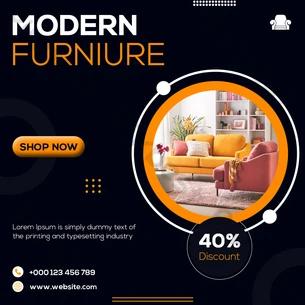 MODERN
FURNIURE
SHOP NOW
Lorem Ipsum is simply dummy text of
the printing and typesetting industry
40%
Discount
+000 123 456 789
www.website.com